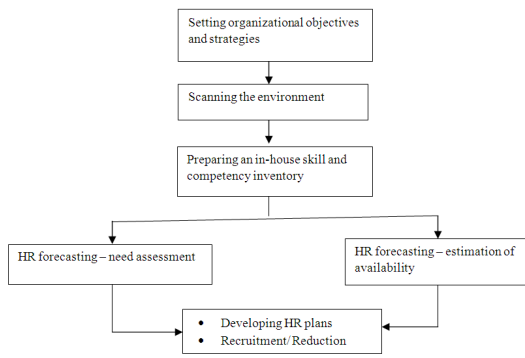 Setting organizational objectives
and strategies
Scanning the environment
Preparing an in-house skill and
competency inventory
HR forecasting – need assessment
HR forecasting – estimation of
availability
• Developing HR plans
• Recruitment/Reduction